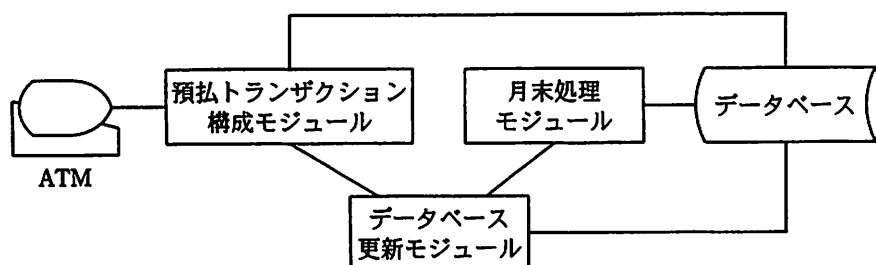 預払トランザクション
構成モジュール
月末処理
モジュール
データベース
ATM
データベース
更新モジュール